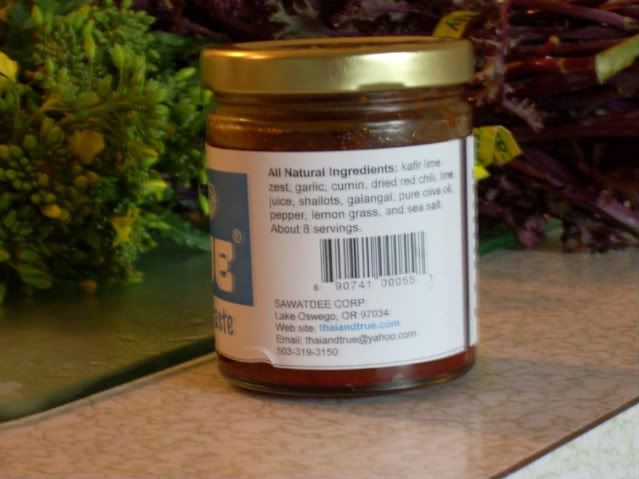 All Natural Ingredients: kafir lime
zest, garlic, cumin, dried red chili, lime
juice, shallots, galangal, pure olive oil,
pepper, lemon grass, and sea salt.
About 8 servings.
8 90741 00055
SAWATDEE CORP.
Lake Oswego, OR 97034
Web site: thaiandtrue.com
Email: thaiandtrue@yahoo.com
503-319-3150
UE®
aste